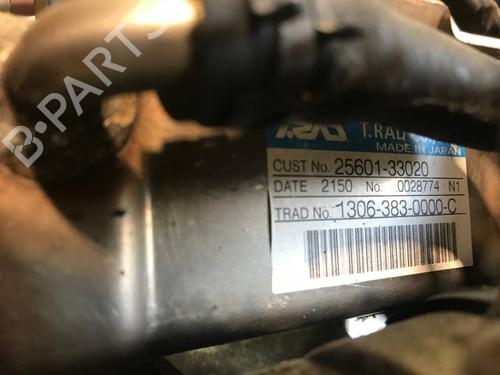 B-PARTS
T.RAD
T.RAD
MADE IN JAPAN
CUST No. 25601-33020
DATE 2150 No. 0028774 N1
TRAD No. 1306-383-0000-C